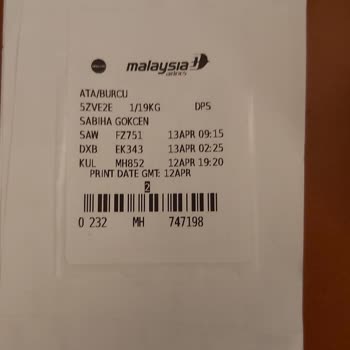 malaysia
airlines
ATA/BURCU
5ZVE2E 1/19KG DPS
SABIHA GOKCEN
SAW FZ751 13APR 09:15
DXB EK343 13APR 02:25
KUL MH852 12APR 19:20
PRINT DATE GMT: 12APR
2
0 232 MH 747198